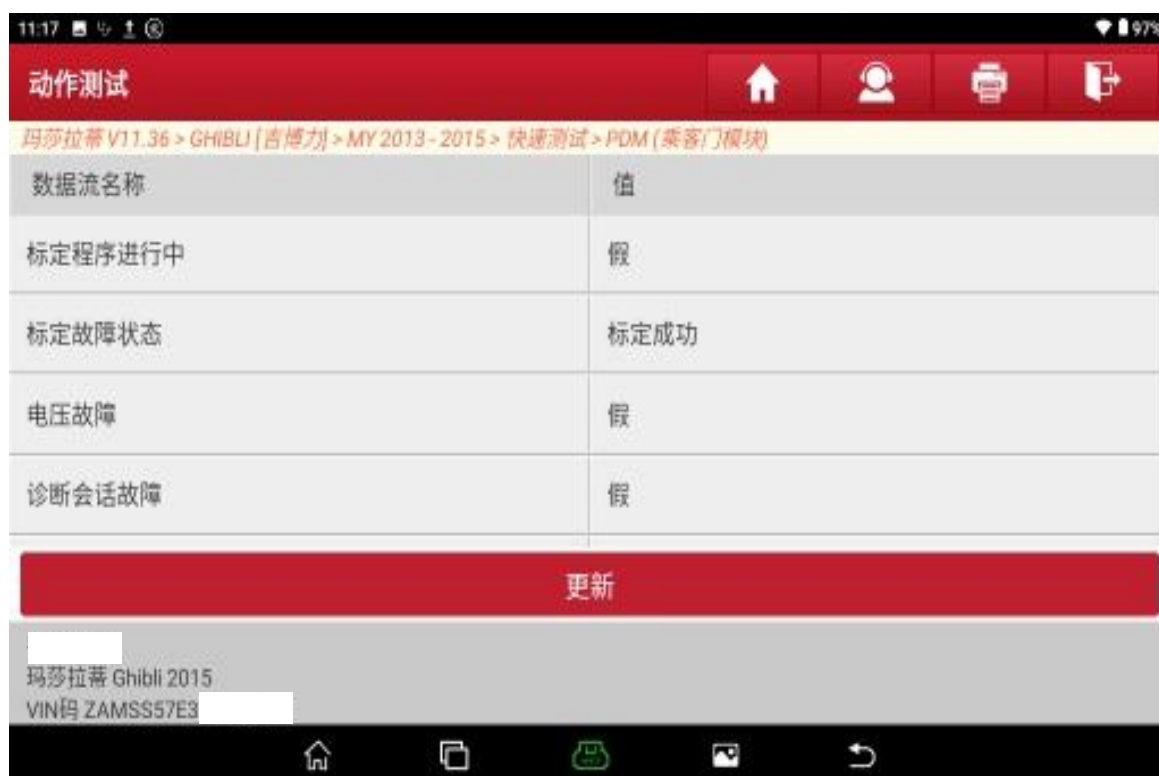 11:17 97%
动作测试
玛莎拉蒂 V11.36 > GHIBLI [吉博力] > MY 2013 - 2015 > 快速测试 > PDM (乘客门模块)
数据流名称 值
标定程序进行中 假
标定故障状态 标定成功
电压故障 假
诊断会话故障 假
更新
玛莎拉蒂 Ghibli 2015
VIN码 ZAMSS57E3